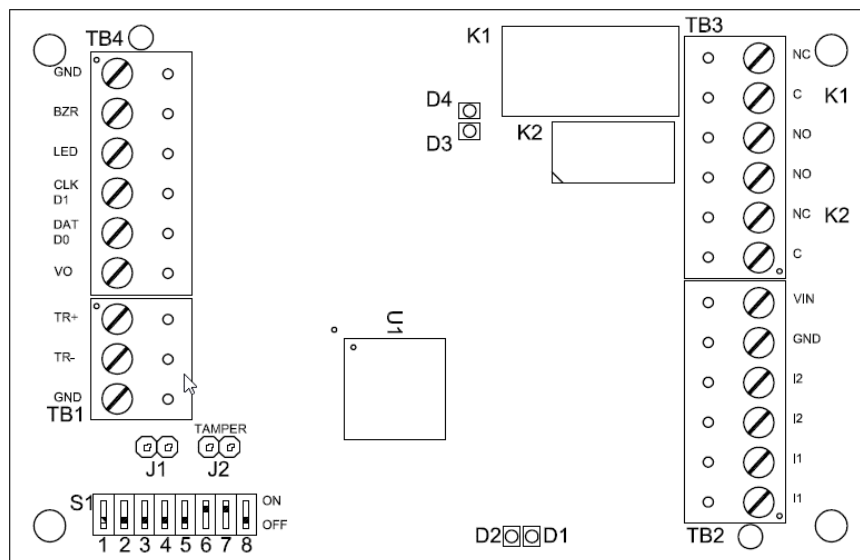 TB4
GND
BZR
LED
CLK
D1
DAT
D0
VO
TR+
TR-
GND
TB1
TAMPER
J1
J2
S1
ON
OFF
1 2 3 4 5 6 7 8
D4
D3
K1
K2
U1
D2
D1
TB3
NC
C
K1
NO
NO
NC
K2
C
VIN
GND
I2
I2
I1
I1
TB2